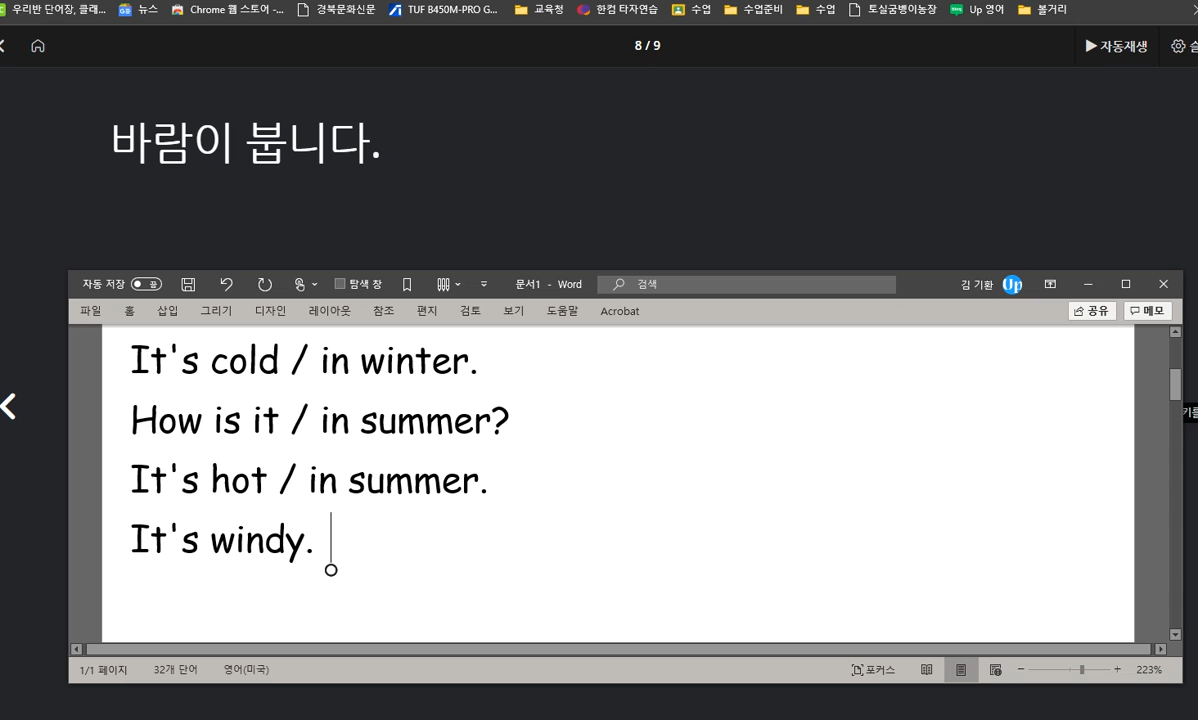 우리반 단어장, 클래... 뉴스 Chrome 웹 스토어 -... 경북문화신문 TUF B450M-PRO G... 교육청 한컴 타자연습 수업 수업준비 수업 토실굼벵이농장 Up 영어 볼거리
8 / 9 자동재생 슬
바람이 붑니다.
자동 저장 끔 탐색 창 문서1 - Word 검색 김 기환 Up
파일 홈 삽입 그리기 디자인 레이아웃 참조 편지 검토 보기 도움말 Acrobat 공유 메모
It's cold / in winter.
How is it / in summer?
키를
It's hot / in summer.
It's windy.
1/1 페이지 32개 단어 영어(미국) 포커스 223%